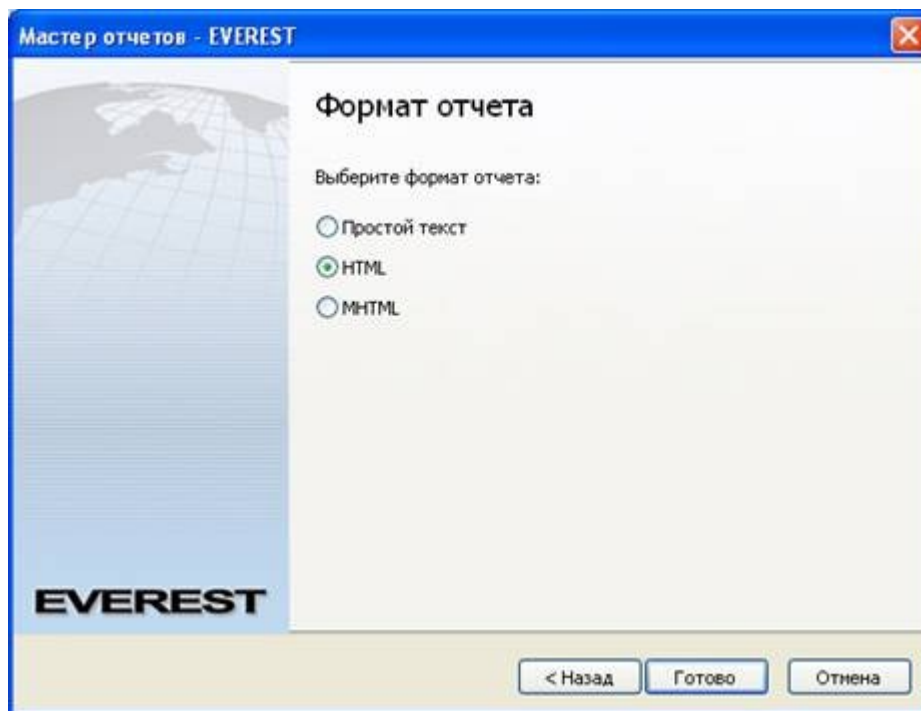 Мастер отчетов - EVEREST
Формат отчета
Выберите формат отчета:
Простой текст
HTML
MHTML
EVEREST
< Назад
Готово
Отмена